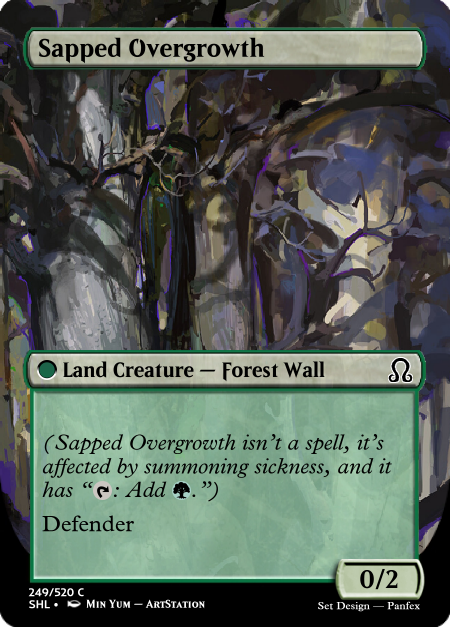 Sapped Overgrowth
Land Creature — Forest Wall
(Sapped Overgrowth isn't a spell, it's
affected by summoning sickness, and it
has “: Add .”)
Defender
0/2
249/520 C
SHL • Min Yum — ArtStation
Set Design — Panfex